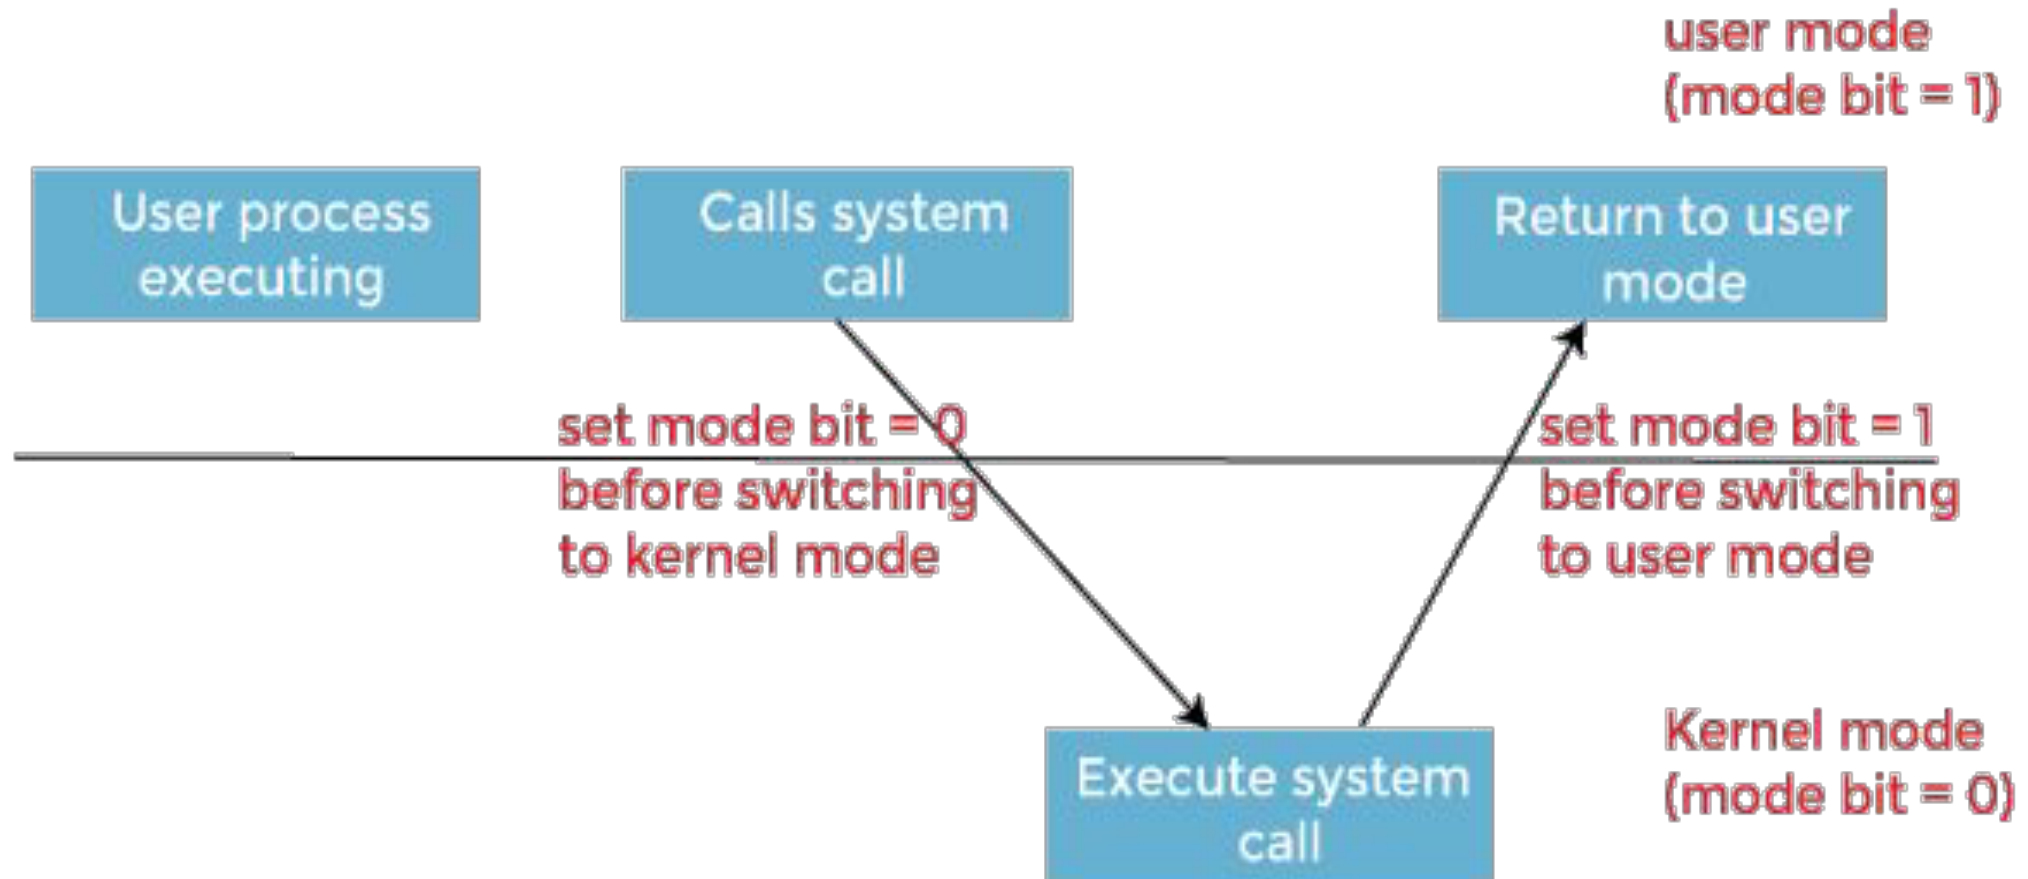 user mode
(mode bit = 1)
User process
executing
Calls system
call
Return to user
mode
set mode bit = 0
before switching
to kernel mode
set mode bit = 1
before switching
to user mode
Execute system
call
Kernel mode
(mode bit = 0)